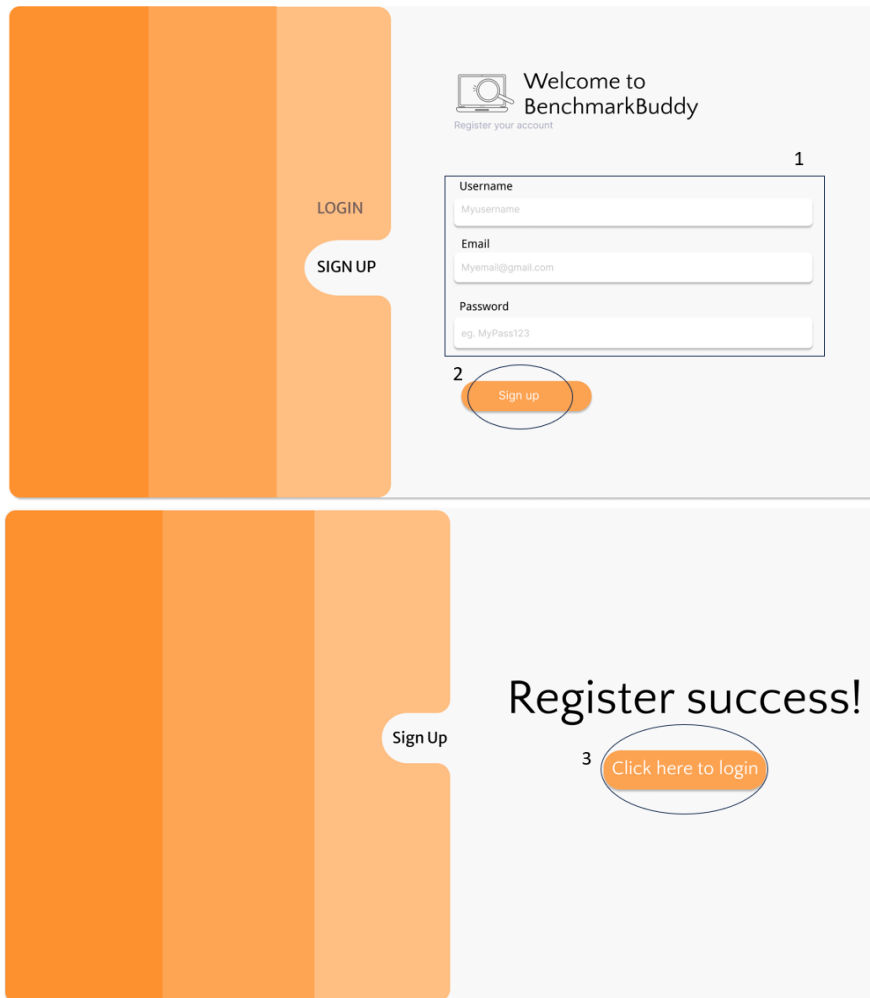 Welcome to
BenchmarkBuddy
Register your account
1
Username
Myusername
LOGIN
Email
SIGN UP
Myemail@gmail.com
Password
eg. MyPass123
2
Sign up
Register success!
Sign Up
3
Click here to login